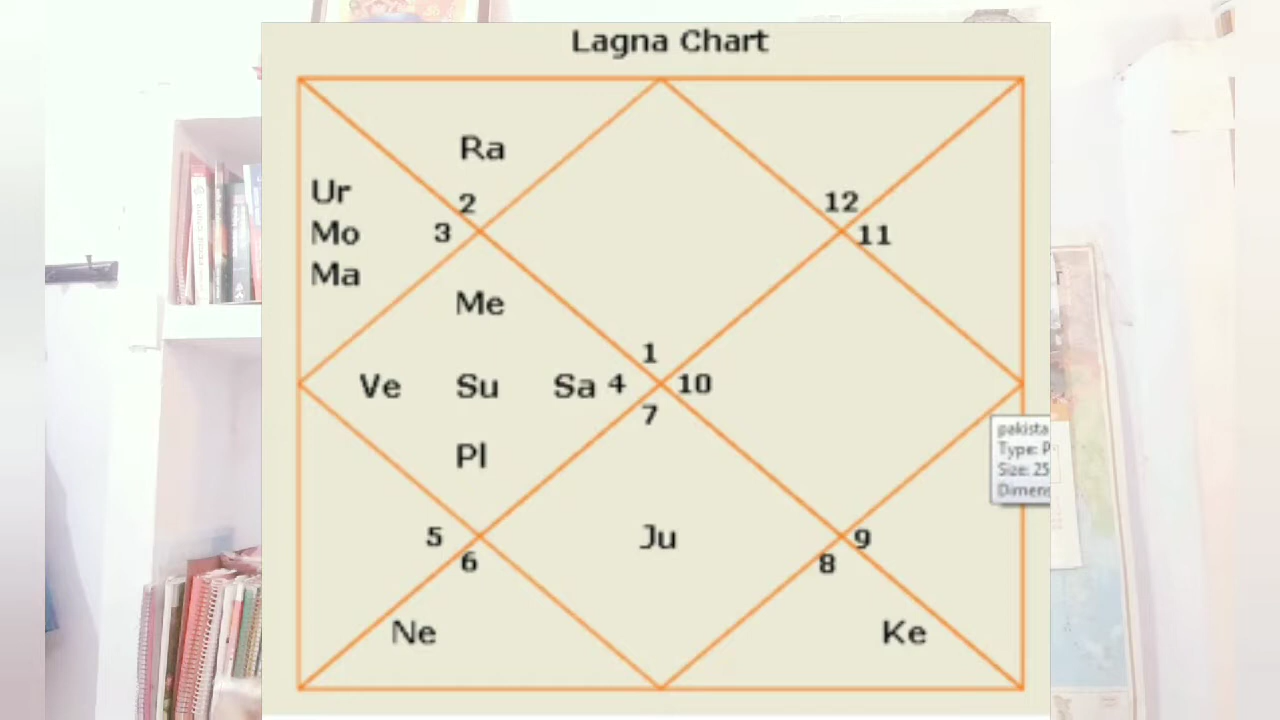 Lagna Chart
Ra
Ur
2
12
Mo
3
11
Ma
Me
1
Ve Su Sa 4
10
7
Pl
pakista
Type: P
Size: 25
Dimens
5
Ju
9
6
8
Ne
Ke